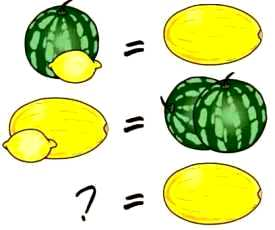 =
=
? =